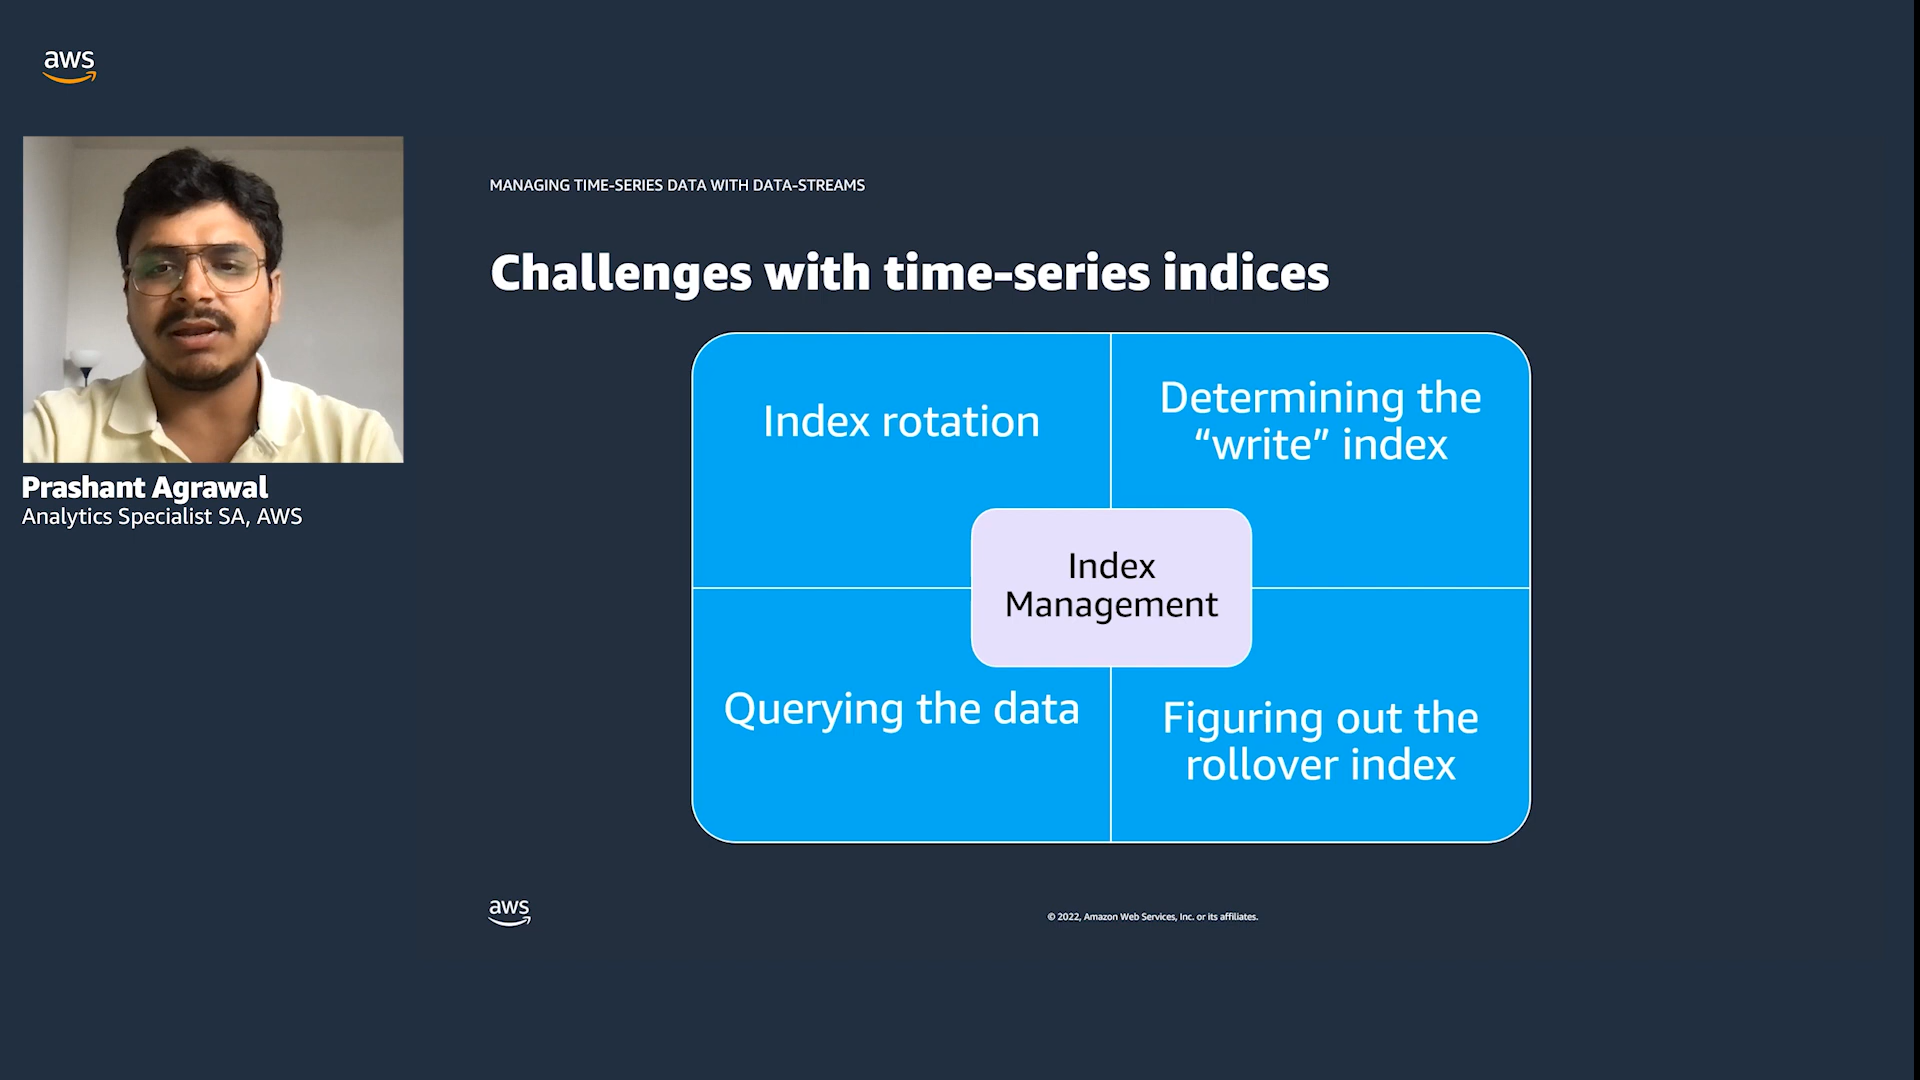 aws
Prashant Agrawal
Analytics Specialist SA, AWS
MANAGING TIME-SERIES DATA WITH DATA-STREAMS
Challenges with time-series indices
Index rotation
Determining the
“write” index
Index
Management
Querying the data
Figuring out the
rollover index
aws
© 2022, Amazon Web Services, Inc. or its affiliates.